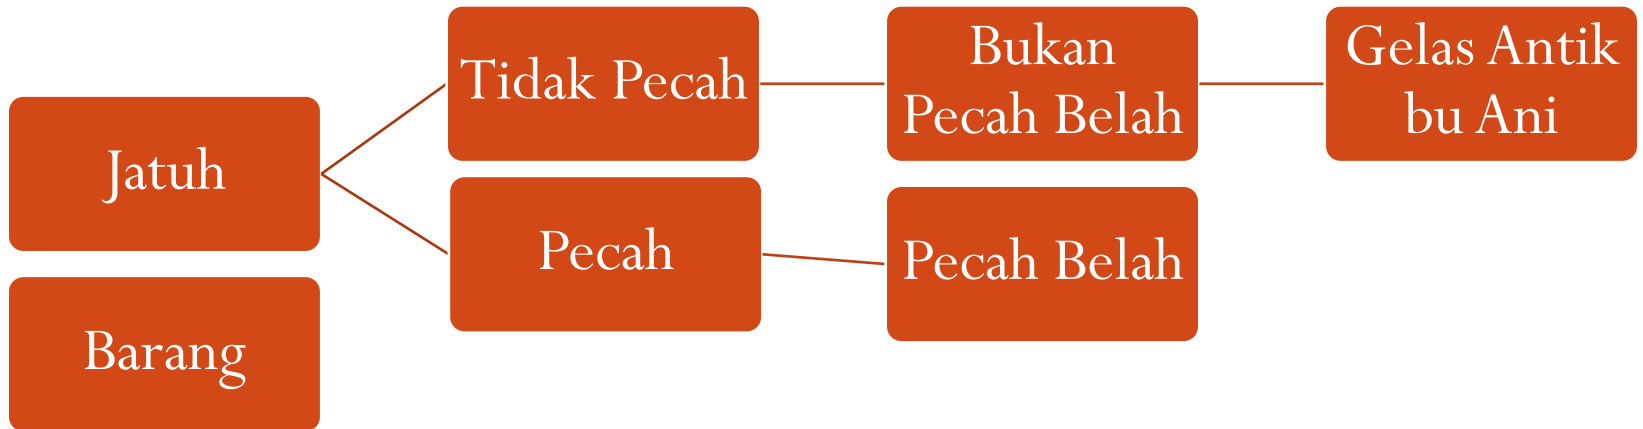 Jatuh
Barang
Tidak Pecah
Pecah
Bukan
Pecah Belah
Pecah Belah
Gelas Antik
bu Ani